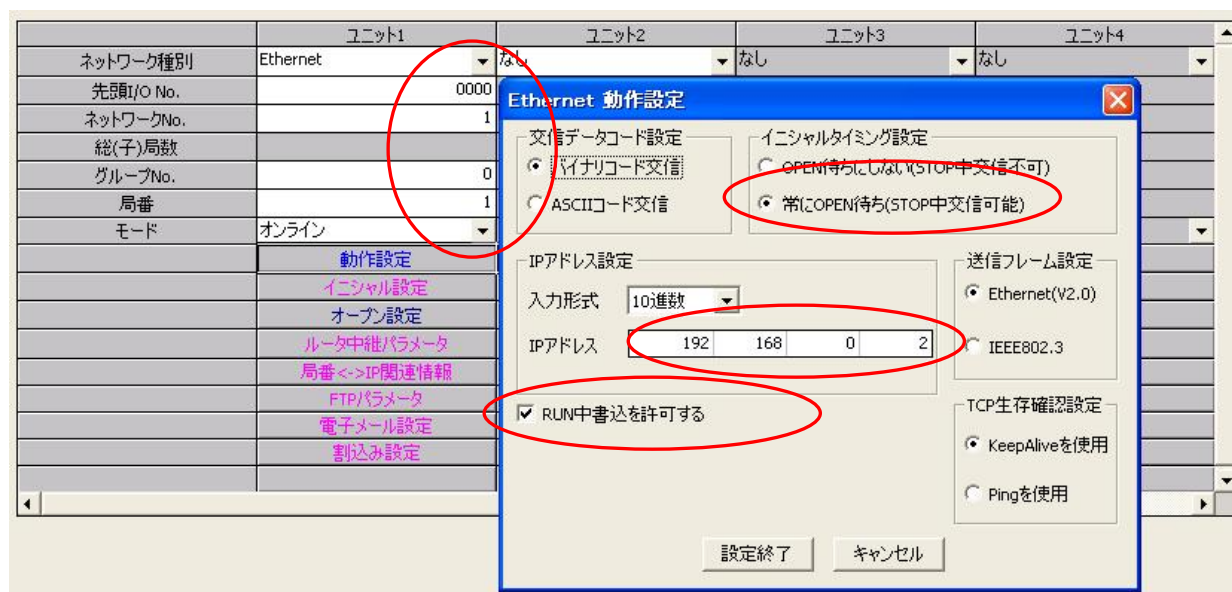 ユニット1 ユニット2 ユニット3 ユニット4
ネットワーク種別 Ethernet なし なし なし
先頭I/O No. 0000
ネットワークNo. 1
総(子)局数
グループNo. 0
局番 1
モード オンライン
動作設定
イニシャル設定
オープン設定
ルータ中継パラメータ
局番<->IP関連情報
FTPパラメータ
電子メール設定
割込み設定
Ethernet 動作設定
交信データコード設定
バイナリコード交信
ASCIIコード交信
イニシャルタイミング設定
OPEN待ちにしない(STOP中交信不可)
常にOPEN待ち(STOP中交信可能)
IPアドレス設定
入力形式 10進数
IPアドレス 192 168 0 2
送信フレーム設定
Ethernet(V2.0)
IEEE802.3
RUN中書込を許可する
TCP生存確認設定
KeepAliveを使用
Pingを使用
設定終了 キャンセル